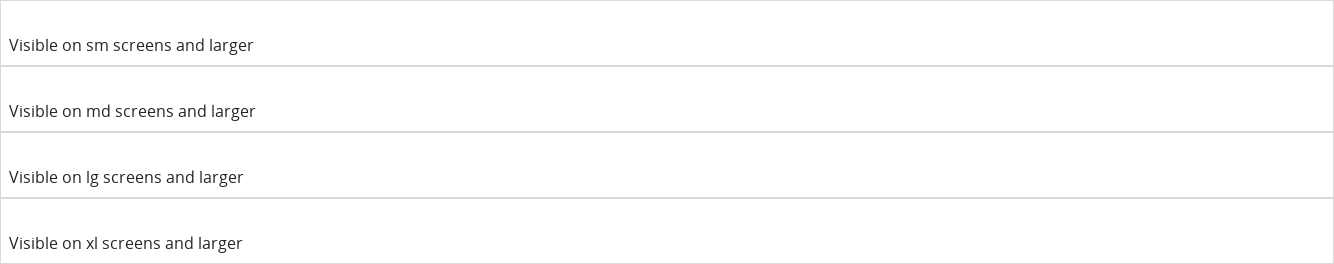 Visible on sm screens and larger
Visible on md screens and larger
Visible on lg screens and larger
Visible on xl screens and larger